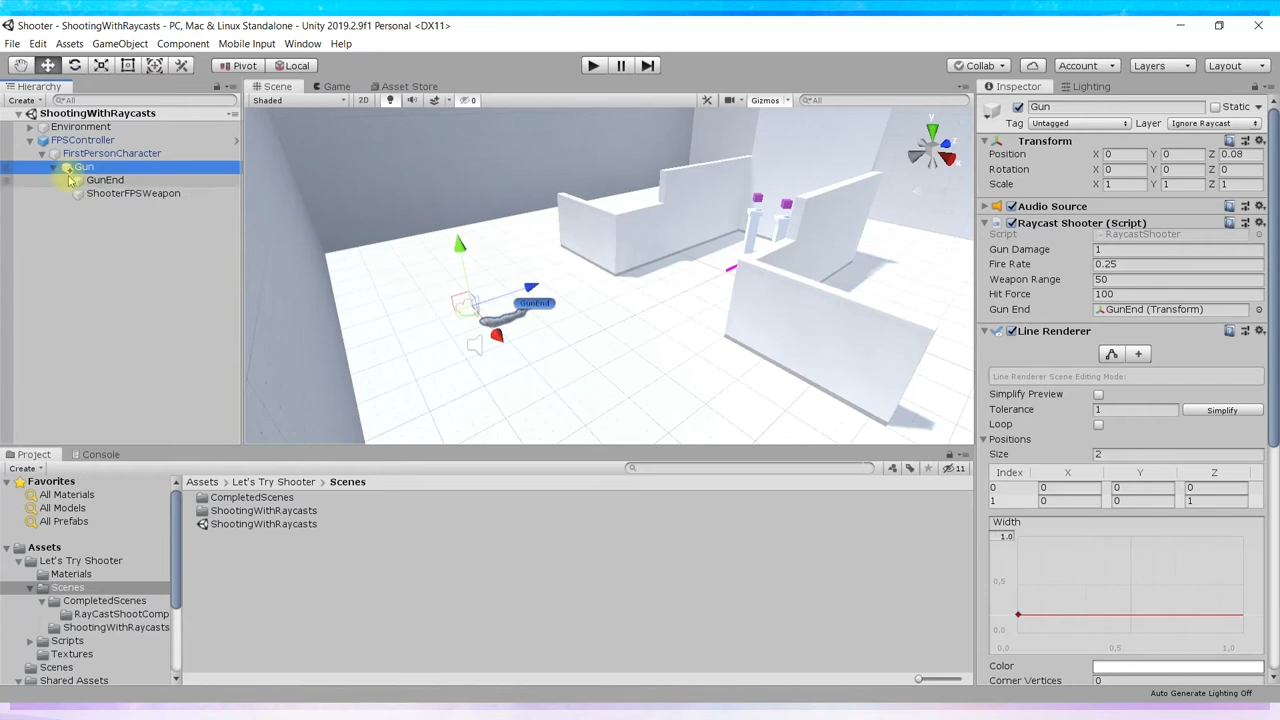 Shooter - ShootingWithRaycasts - PC, Mac & Linux Standalone - Unity 2019.2.9f1 Personal <DX11>
File Edit Assets GameObject Component Mobile Input Window Help
Pivot Local Collab Account Layers Layout
Hierarchy Scene Game Asset Store Inspector Lighting
Create All Shaded 2D 0 Gizmos All Gun Static
ShootingWithRaycasts Tag Untagged Layer Ignore Raycast
Environment
FPSController Transform
FirstPersonCharacter Position X 0 Y 0 Z 0.08
Gun Rotation X 0 Y 0 Z 0
GunEnd Scale X 1 Y 1 Z 1
ShooterFPSWeapon
y
z
x
GunEnd
Audio Source
Raycast Shooter (Script)
Script RaycastShooter
Gun Damage 1
Fire Rate 0.25
Weapon Range 50
Hit Force 100
Gun End GunEnd (Transform)
Line Renderer
Line Renderer Scene Editing Mode:
Simplify Preview
Tolerance 1 Simplify
Loop
Positions
Size 2
Index X Y Z
0 0 0 0
1 0 0 1
Width
1.0
0,5
0,0
0,0 0,5 1,0
Color
Corner Vertices 0
Project Console
Create 11
Favorites
All Materials
All Models
All Prefabs
Assets
Let's Try Shooter
Materials
Scenes
CompletedScenes
RayCastShootComp
ShootingWithRaycasts
Scripts
Textures
Scenes
Shared Assets
Assets Let's Try Shooter Scenes
CompletedScenes
ShootingWithRaycasts
ShootingWithRaycasts
Auto Generate Lighting Off